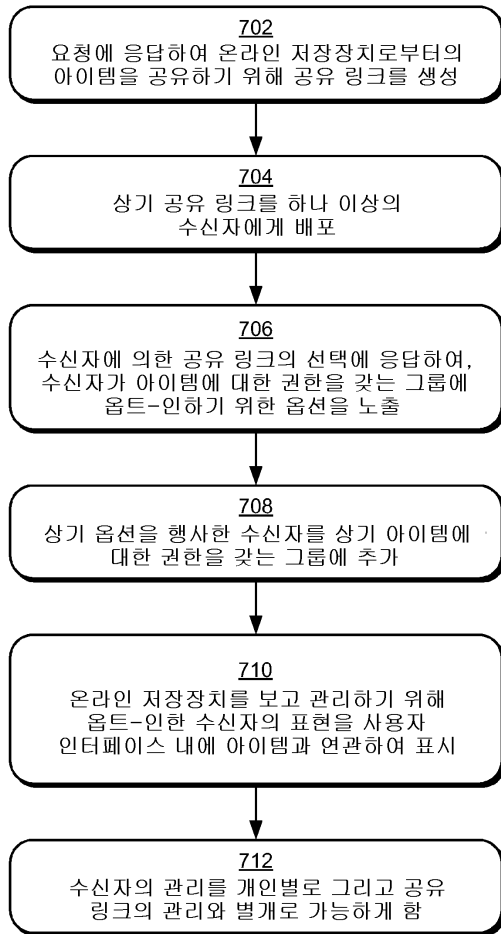 702
요청에 응답하여 온라인 저장장치로부터의
아이템을 공유하기 위해 공유 링크를 생성
704
상기 공유 링크를 하나 이상의
수신자에게 배포
706
수신자에 의한 공유 링크의 선택에 응답하여,
수신자가 아이템에 대한 권한을 갖는 그룹에
옵트-인하기 위한 옵션을 노출
708
상기 옵션을 행사한 수신자를 상기 아이템에
대한 권한을 갖는 그룹에 추가
710
온라인 저장장치를 보고 관리하기 위해
옵트-인한 수신자의 표현을 사용자
인터페이스 내에 아이템과 연관하여 표시
712
수신자의 관리를 개인별로 그리고 공유
링크의 관리와 별개로 가능하게 함